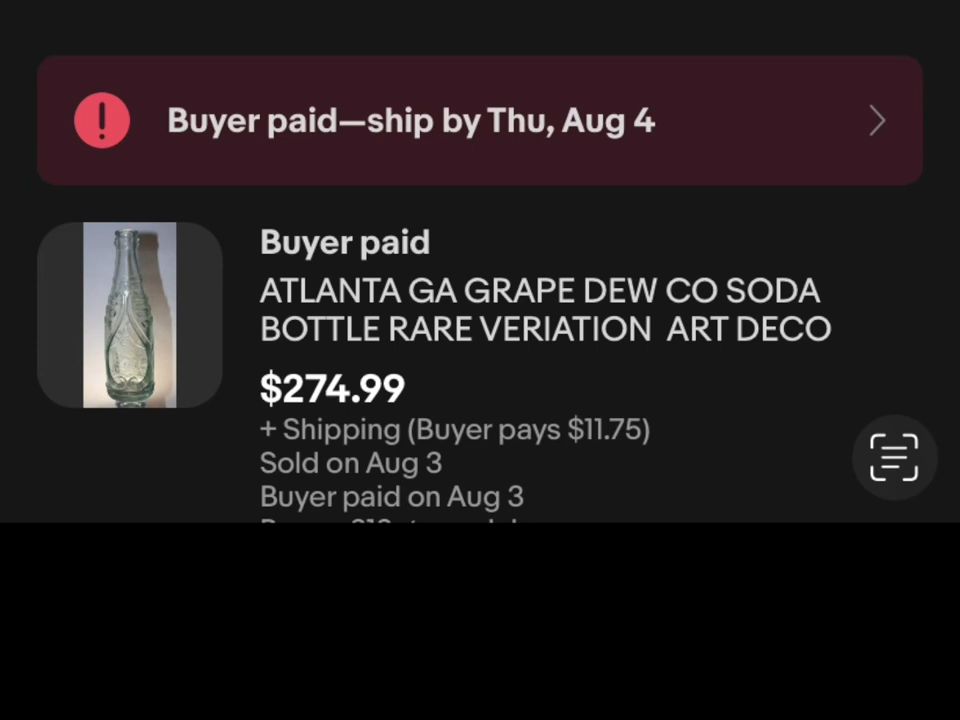 Buyer paid—ship by Thu, Aug 4
Buyer paid
ATLANTA GA GRAPE DEW CO SODA
BOTTLE RARE VERIATION  ART DECO
$274.99
+ Shipping (Buyer pays $11.75)
Sold on Aug 3
Buyer paid on Aug 3